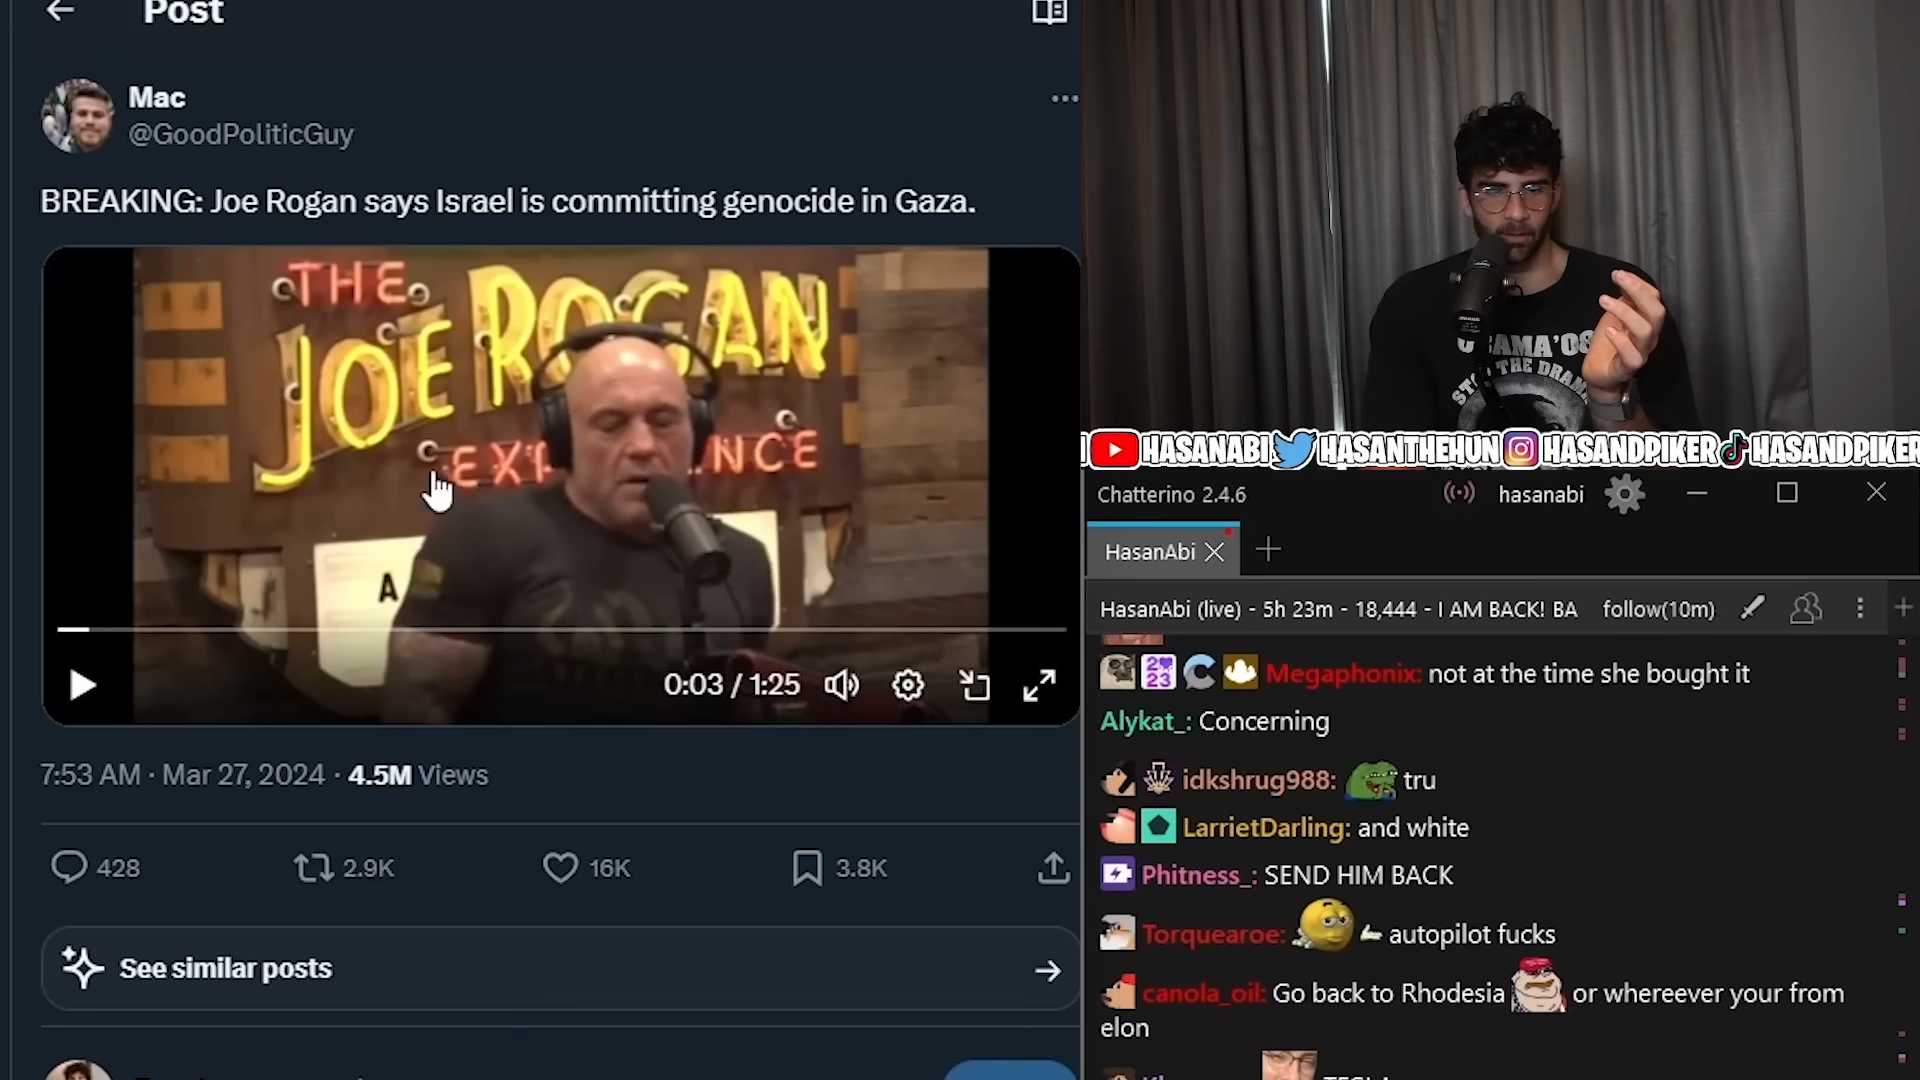 Post
Mac
@GoodPoliticGuy
BREAKING: Joe Rogan says Israel is committing genocide in Gaza.
THE
JOE ROGAN
A
0:03 / 1:25
7:53 AM · Mar 27, 2024 · 4.5M Views
428
2.9K
16K
3.8K
See similar posts
'08
THE DRAMA
HASANABI HASANTHEHUN HASANDPIKER HASANDPIKER
Chatterino 2.4.6
hasanabi
HasanAbi
HasanAbi (live) - 5h 23m - 18,444 - I AM BACK! BA
follow(10m)
2023
Megaphonix: not at the time she bought it
Alykat_: Concerning
idkshrug988: tru
LarrietDarling: and white
Phitness_: SEND HIM BACK
Torquearoe: autopilot fucks
canola_oil: Go back to Rhodesia or whereever your from
elon